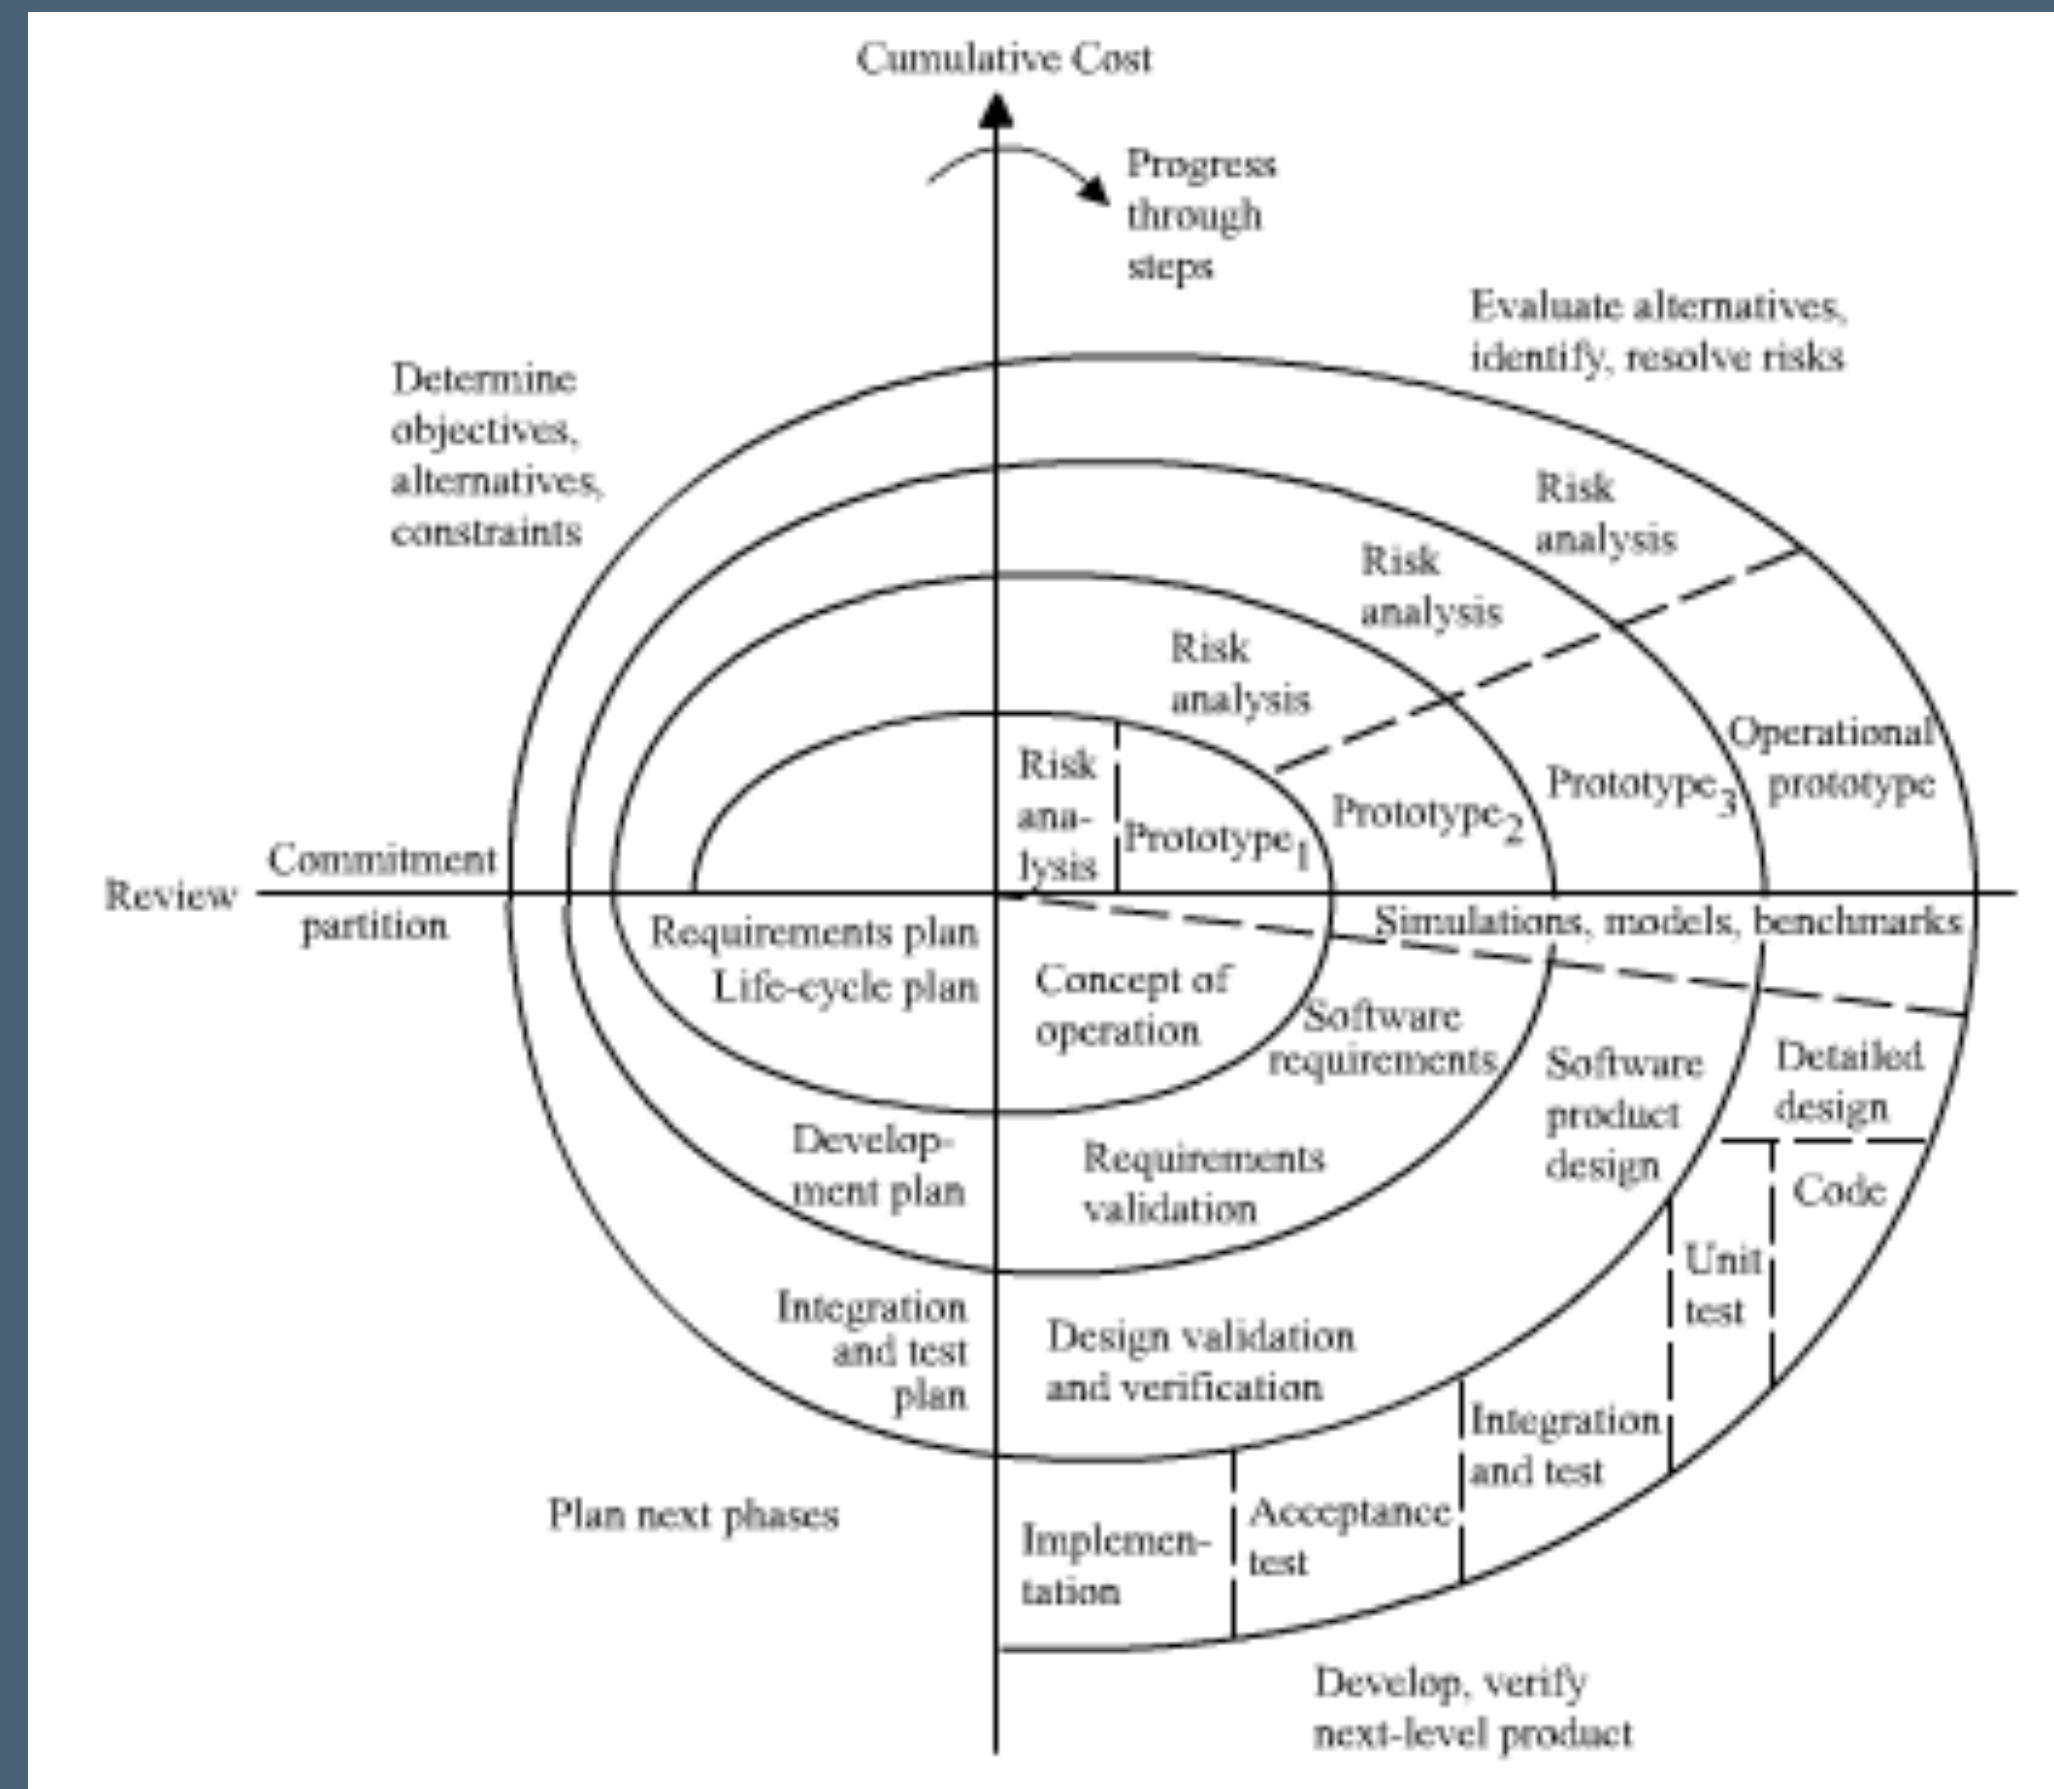 Cumulative Cost
Progress
through
steps
Evaluate alternatives,
identify, resolve risks
Determine
objectives,
alternatives,
constraints
Risk
analysis
Risk
analysis
Risk
analysis
Risk
ana-
lysis
Prototype1
Prototype2
Prototype3
Operational
prototype
Review
Commitment
partition
Requirements plan
Life-cycle plan
Concept of
operation
Simulations, models, benchmarks
Software
requirements
Software
product
design
Detailed
design
Code
Unit
test
Develop-
ment plan
Requirements
validation
Integration
and test
plan
Design validation
and verification
Integration
and test
Acceptance
test
Implemen-
tation
Plan next phases
Develop, verify
next-level product